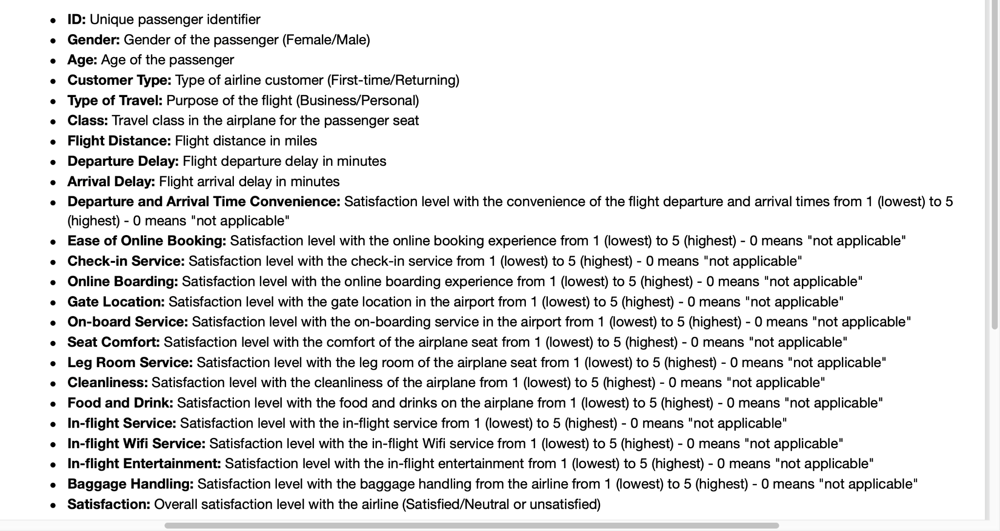 • ID: Unique passenger identifier
• Gender: Gender of the passenger (Female/Male)
• Age: Age of the passenger
• Customer Type: Type of airline customer (First-time/Returning)
• Type of Travel: Purpose of the flight (Business/Personal)
• Class: Travel class in the airplane for the passenger seat
• Flight Distance: Flight distance in miles
• Departure Delay: Flight departure delay in minutes
• Arrival Delay: Flight arrival delay in minutes
• Departure and Arrival Time Convenience: Satisfaction level with the convenience of the flight departure and arrival times from 1 (lowest) to 5
(highest) - 0 means "not applicable"
• Ease of Online Booking: Satisfaction level with the online booking experience from 1 (lowest) to 5 (highest) - 0 means "not applicable"
• Check-in Service: Satisfaction level with the check-in service from 1 (lowest) to 5 (highest) - 0 means "not applicable"
• Online Boarding: Satisfaction level with the online boarding experience from 1 (lowest) to 5 (highest) - 0 means "not applicable"
• Gate Location: Satisfaction level with the gate location in the airport from 1 (lowest) to 5 (highest) - 0 means "not applicable"
• On-board Service: Satisfaction level with the on-boarding service in the airport from 1 (lowest) to 5 (highest) - 0 means "not applicable"
• Seat Comfort: Satisfaction level with the comfort of the airplane seat from 1 (lowest) to 5 (highest) - 0 means "not applicable"
• Leg Room Service: Satisfaction level with the leg room of the airplane seat from 1 (lowest) to 5 (highest) - 0 means "not applicable"
• Cleanliness: Satisfaction level with the cleanliness of the airplane from 1 (lowest) to 5 (highest) - 0 means "not applicable"
• Food and Drink: Satisfaction level with the food and drinks on the airplane from 1 (lowest) to 5 (highest) - 0 means "not applicable"
• In-flight Service: Satisfaction level with the in-flight service from 1 (lowest) to 5 (highest) - 0 means "not applicable"
• In-flight Wifi Service: Satisfaction level with the in-flight Wifi service from 1 (lowest) to 5 (highest) - 0 means "not applicable"
• In-flight Entertainment: Satisfaction level with the in-flight entertainment from 1 (lowest) to 5 (highest) - 0 means "not applicable"
• Baggage Handling: Satisfaction level with the baggage handling from the airline from 1 (lowest) to 5 (highest) - 0 means "not applicable"
• Satisfaction: Overall satisfaction level with the airline (Satisfied/Neutral or unsatisfied)